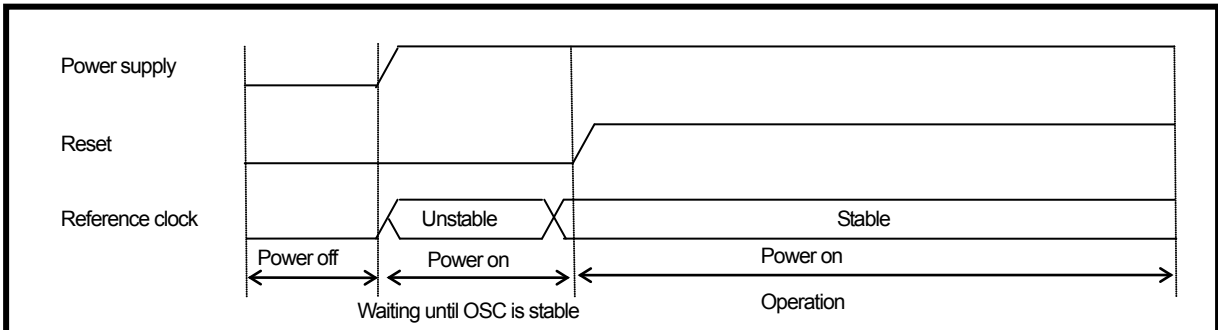 Power supply
Reset
Reference clock
Unstable
Stable
Power off
Power on
Power on
Waiting until OSC is stable
Operation